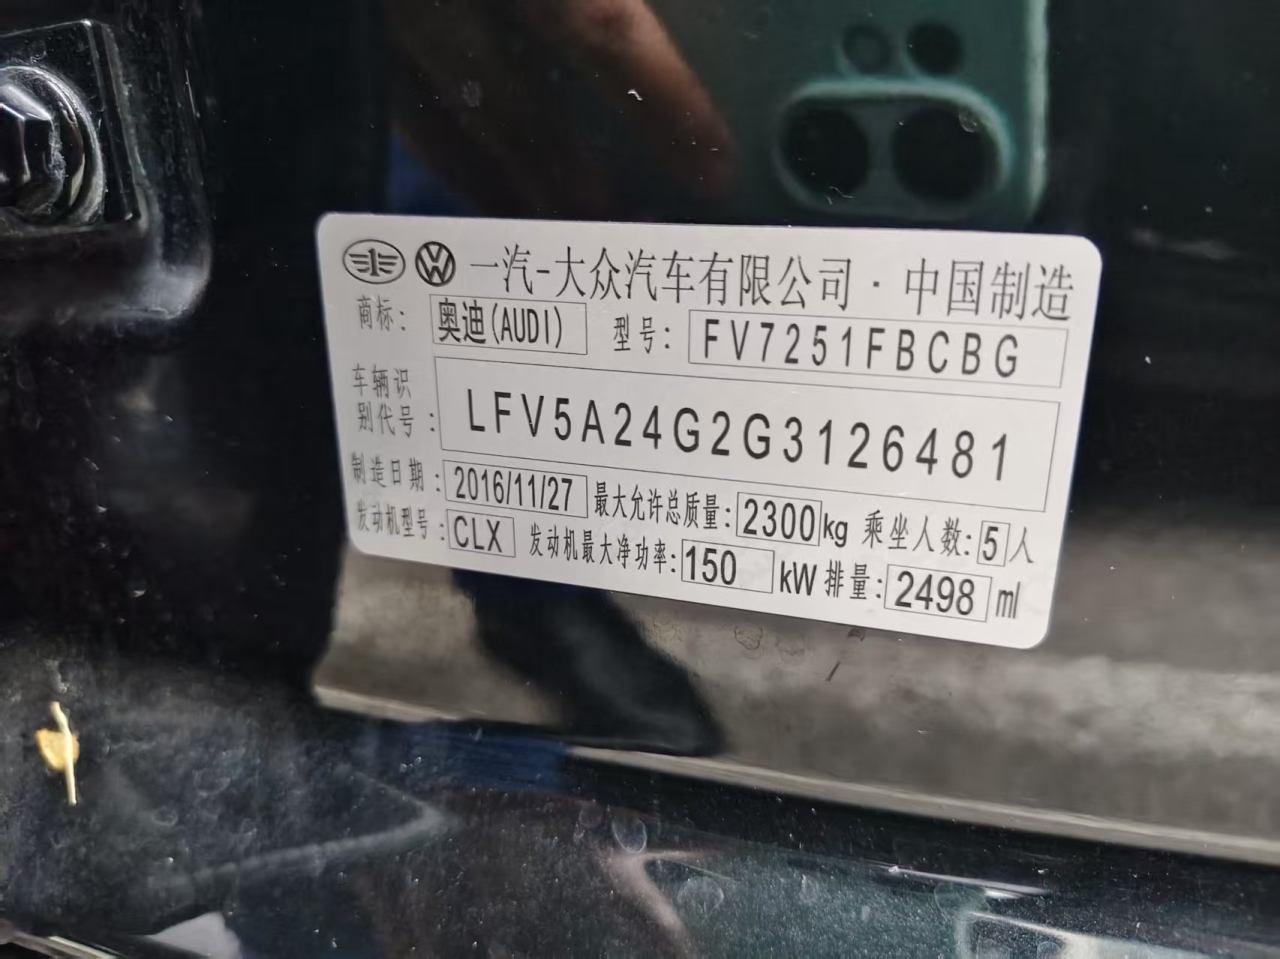 一汽-大众汽车有限公司·中国制造
商标: 奥迪(AUDI) 型号: FV7251FBCBG
车辆识别代号: LFV5A24G2G3126481
制造日期: 2016/11/27 最大允许总质量: 2300kg 乘坐人数: 5人
发动机型号: CLX 发动机最大净功率: 150 kW 排量: 2498 ml